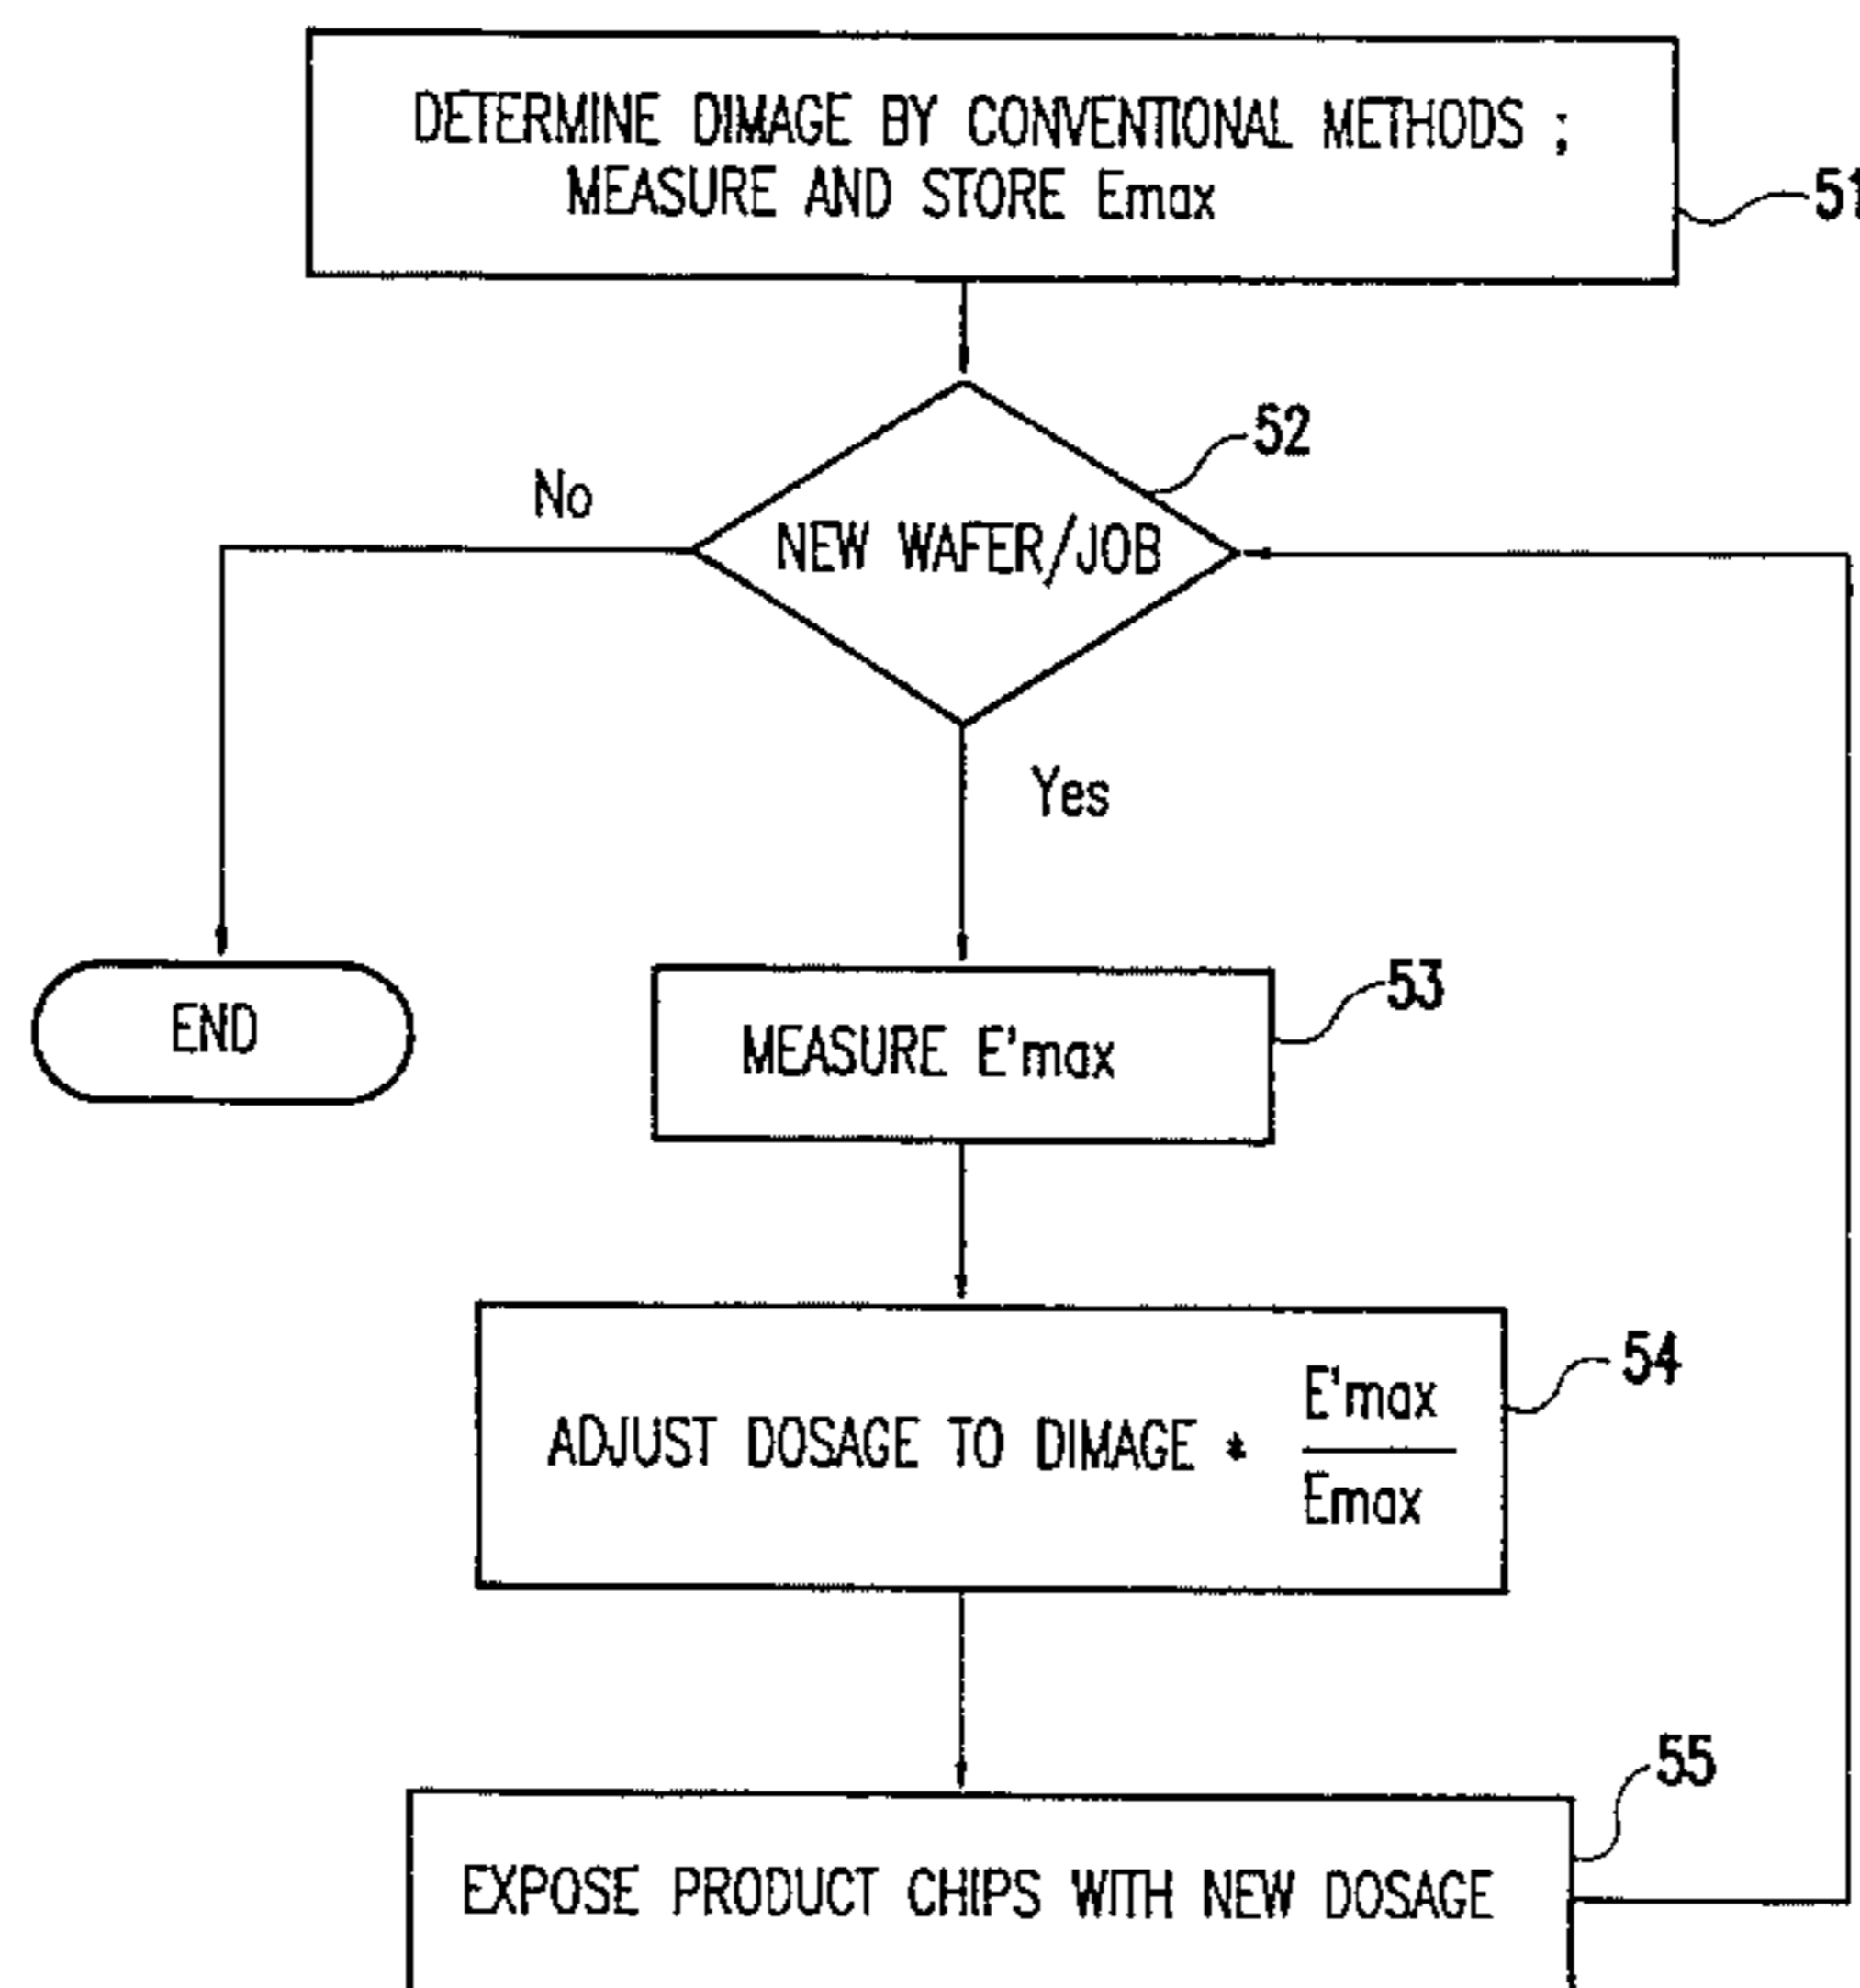 DETERMINE DIMAGE BY CONVENTIONAL METHODS ;
MEASURE AND STORE Emax
51
52
No
NEW WAFER/JOB
Yes
53
END
MEASURE E'max
54
ADJUST DOSAGE TO DIMAGE *
E'max
Emax
55
EXPOSE PRODUCT CHIPS WITH NEW DOSAGE